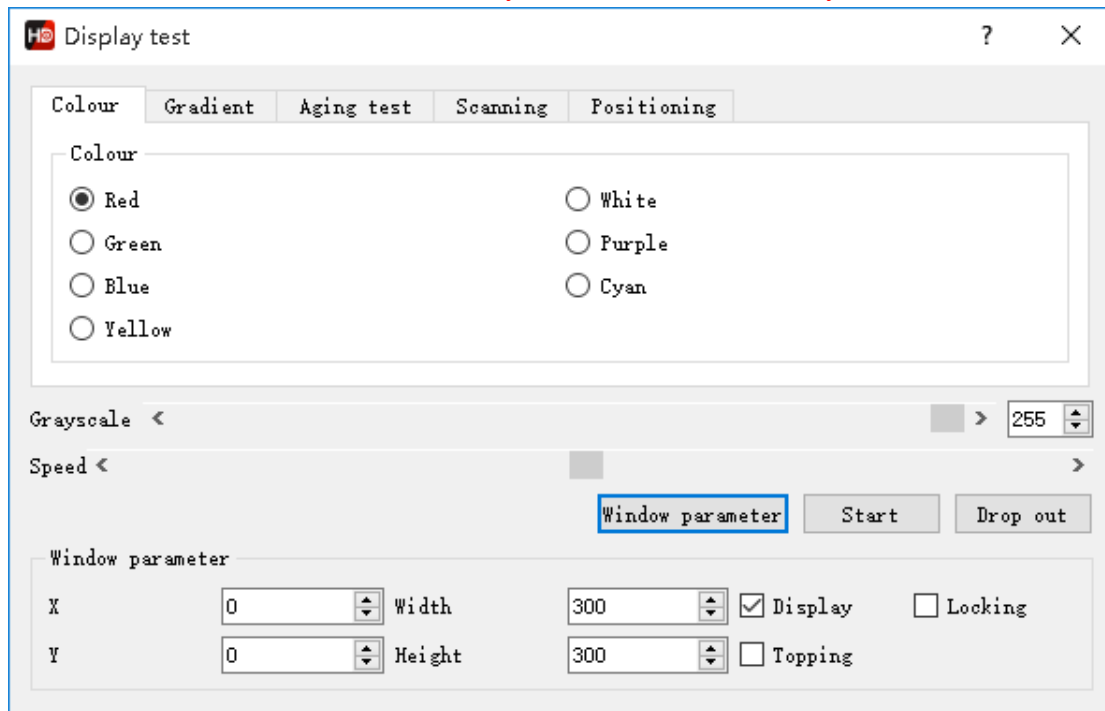 HD Display test ? ×
Colour Gradient Aging test Scanning Positioning
Colour
Red White
Green Purple
Blue Cyan
Yellow
Grayscale < > 255
Speed < >
Window parameter Start Drop out
Window parameter
X 0 Width 300 Display Locking
Y 0 Height 300 Topping